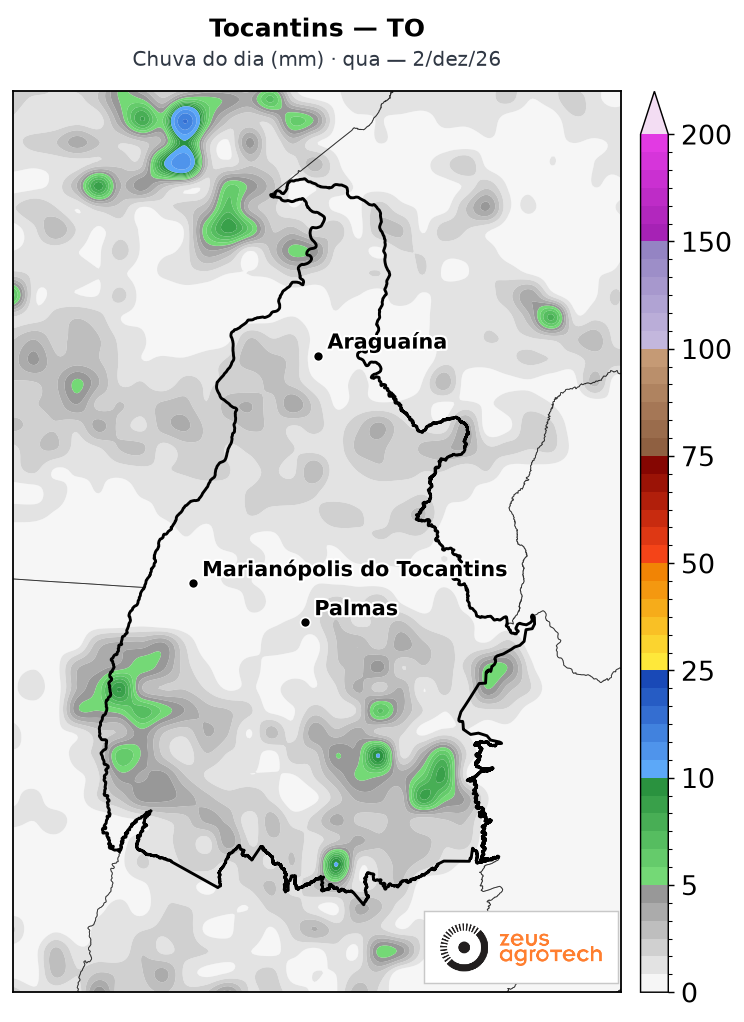 Tocantins — TO
Chuva do dia (mm) · qua — 2/dez/26
200
150
100
75
50
25
10
5
0
Araguaína
Marianópolis do Tocantins
Palmas
zeus
agrotech